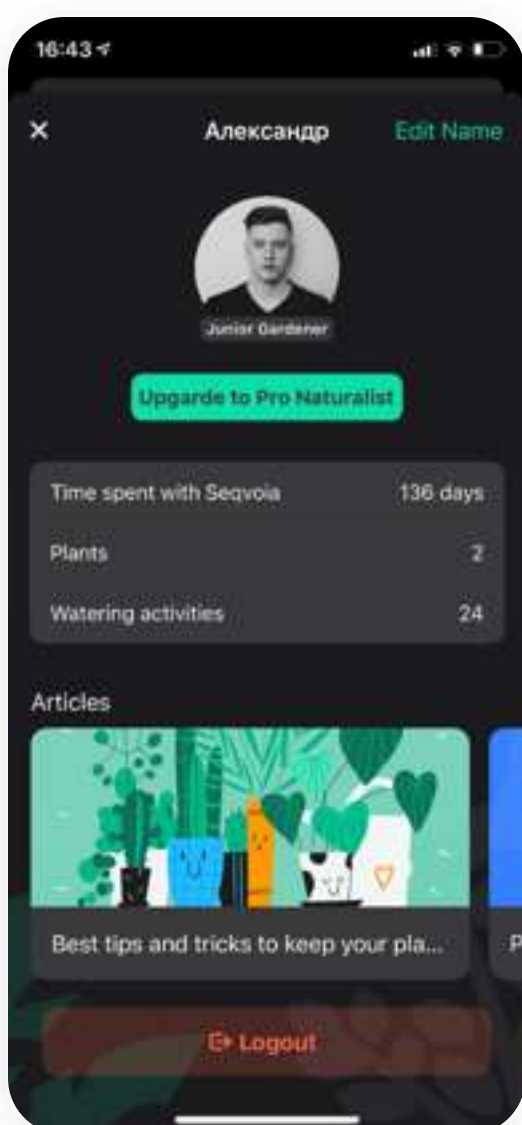 16:43
Александр
Edit Name
Junior Gardener
Upgarde to Pro Naturalist
Time spent with Seqvoia 136 days
Plants 2
Watering activities 24
Articles
Best tips and tricks to keep your pla...
P
Logout